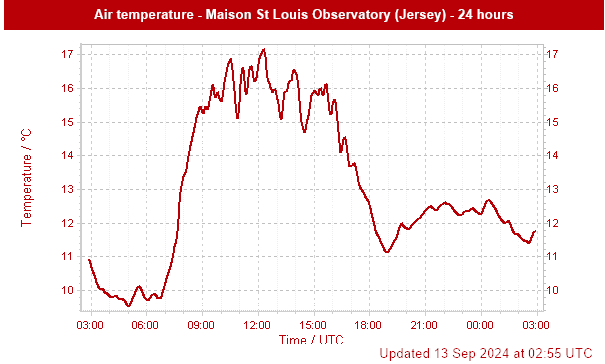 Air temperature - Maison St Louis Observatory (Jersey) - 24 hours
17 17
16 16
15 15
14 14
13 13
12 12
11 11
10 10
Temperature / °C
03:00 06:00 09:00 12:00 15:00 18:00 21:00 00:00 03:00
Time / UTC
Updated 13 Sep 2024 at 02:55 UTC